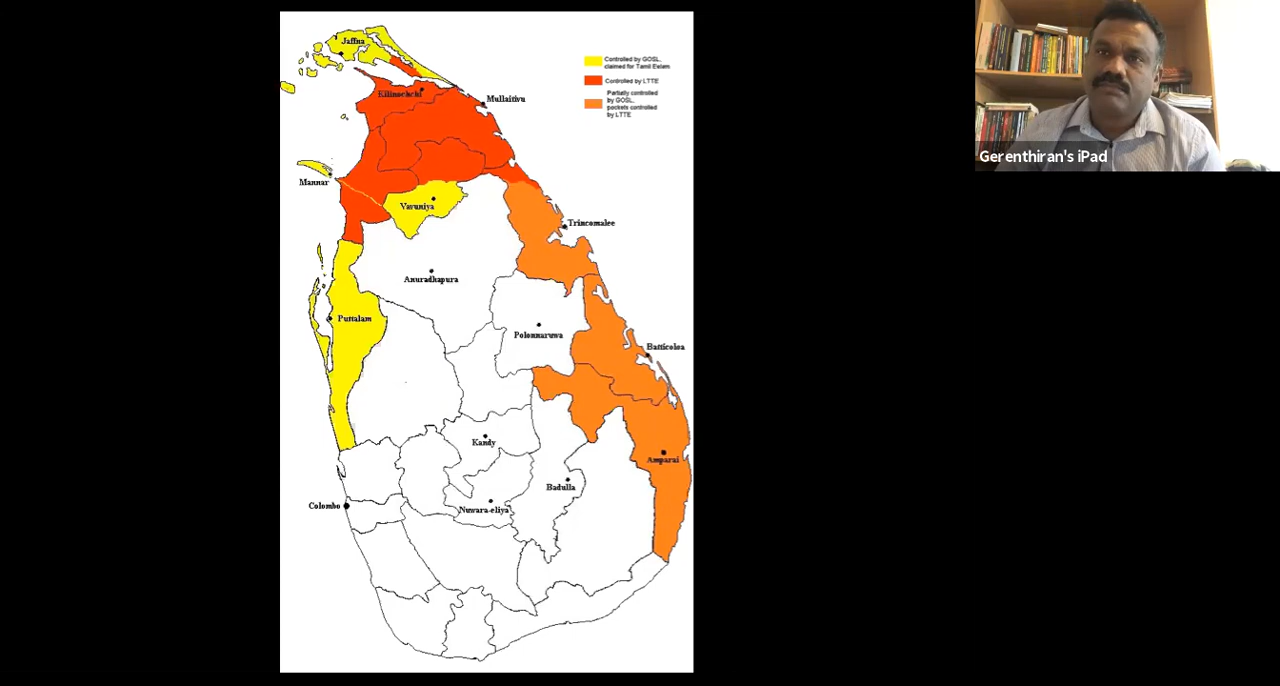 Jaffna
Controlled by GOSL,
claimed for Tamil Eelam
Controlled by LTTE
Partially controlled
by GOSL,
pockets controlled
by LTTE
Kilinochchi
Mullaitivu
Gerenthiran's iPad
Mannar
Vavuniya
Trincomalee
Anuradhapura
Puttalam
Polonnaruwa
Batticoloa
Kandy
Amparai
Badulla
Nuwara-eliya
Colombo